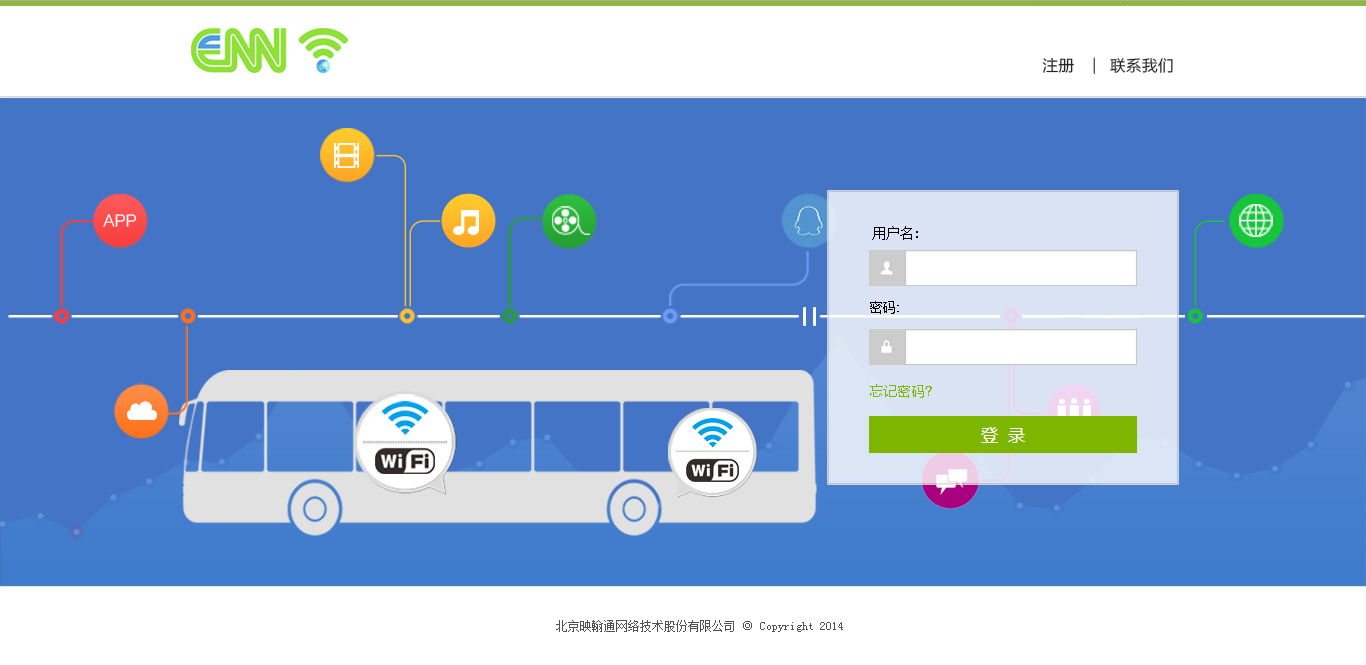 ENN
注册 | 联系我们
APP
用户名:
密码:
忘记密码?
登 录
WiFi
WiFi
北京映翰通网络技术股份有限公司 © Copyright 2014